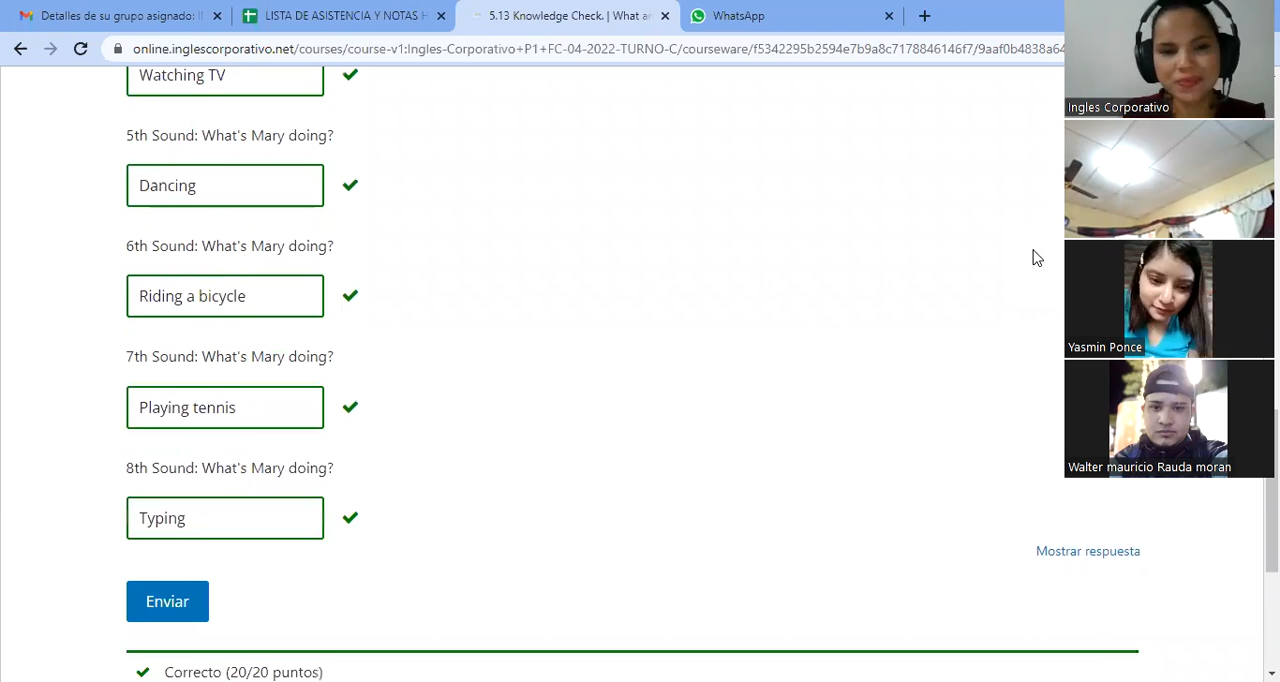 Detalles de su grupo asignado: I
LISTA DE ASISTENCIA Y NOTAS H
5.13 Knowledge Check. | What ar
WhatsApp
online.inglescorporativo.net/courses/course-v1:Ingles-Corporativo+P1+FC-04-2022-TURNO-C/courseware/f5342295b2594e7b9a8c7178846146f7/9aaf0b4838a64
Ingles Corporativo
Watching TV
5th Sound: What's Mary doing?
Dancing
6th Sound: What's Mary doing?
Riding a bicycle
Yasmin Ponce
7th Sound: What's Mary doing?
Playing tennis
8th Sound: What's Mary doing?
Walter mauricio Rauda moran
Typing
Mostrar respuesta
Enviar
Correcto (20/20 puntos)